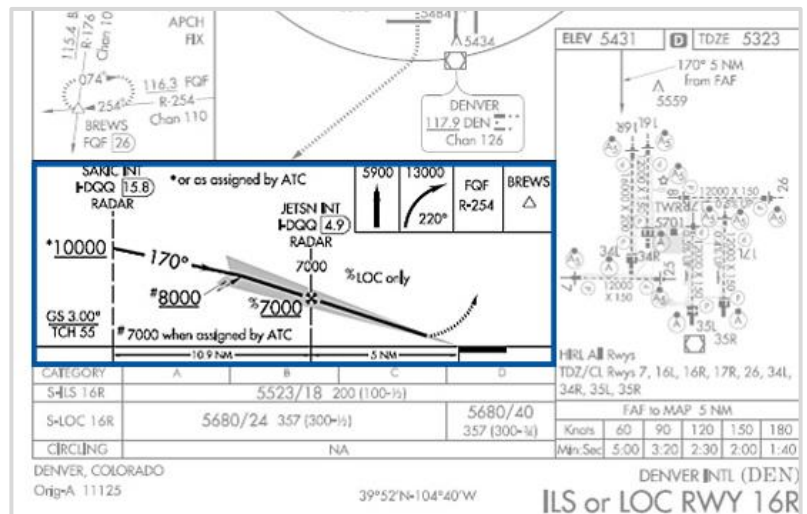 APCH
FIX
115.4 B
R-176
Chan 10
074°
254°
116.3 FQF
R-254
Chan 110
BREWS
FQF 26
5484
5434
DENVER
117.9 DEN
Chan 126
ELEV 5431 D TDZE 5323
170° 5 NM
from FAF
5559
16R
16L
16000 X 200
12000 X 150
26
TWR
5701
34L
34R
25
7
12000
X 150
17L
35L
35R
HIRL All Rwys
TDZ/CL Rwys 7, 16L, 16R, 17R, 26, 34L,
34R, 35L, 35R
SAKIC INT
I-DQQ 15.8
RADAR
*or as assigned by ATC
JETSN INT
I-DQQ 4.9
RADAR
5900
13000
220°
FQF
R-254
BREWS
*10000
170°
7000
%LOC only
#8000
%7000
GS 3.00°
TCH 55
#7000 when assigned by ATC
10.9 NM
5 NM
CATEGORY A B C D
S-ILS 16R 5523/18 200 (100-½)
S-LOC 16R 5680/24 357 (300-½) 5680/40
357 (300-¾)
CIRCLING NA
FAF to MAP 5 NM
Knots 60 90 120 150 180
Min:Sec 5:00 3:20 2:30 2:00 1:40
DENVER, COLORADO
Orig-A 11125
39°52'N-104°40'W
DENVER INTL (DEN)
ILS or LOC RWY 16R